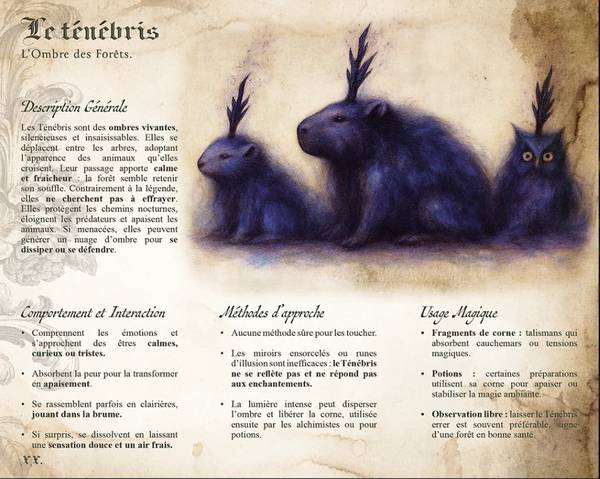 Le ténébris
L'Ombre des Forêts.
Description Générale
Les Ténébris sont des ombres vivantes,
silencieuses et insaisissables. Elles se
déplacent entre les arbres, adoptant
l'apparence des animaux qu'elles
croisent. Leur passage apporte calme
et fraîcheur : la forêt semble retenir
son souffle. Contrairement à la légende,
elles ne cherchent pas à effrayer.
Elles protègent les chemins nocturnes,
éloignent les prédateurs et apaisent les
animaux. Si menacées, elles peuvent
générer un nuage d'ombre pour se
dissiper ou se défendre.
Comportement et Interaction
• Comprennent les émotions et
s'approchent des êtres calmes,
curieux ou tristes.
• Absorbent la peur pour la transformer
en apaisement.
• Se rassemblent parfois en clairières,
jouant dans la brume.
• Si surpris, se dissolvent en laissant
une sensation douce et un air frais.
Méthodes d'approche
• Aucune méthode sûre pour les toucher.
• Les miroirs ensorcelés ou runes
d'illusion sont inefficaces : le Ténébris
ne se reflète pas et ne répond pas
aux enchantements.
• La lumière intense peut disperser
l'ombre et libérer la corne, utilisée
ensuite par les alchimistes ou pour
potions.
Usage Magique
• Fragments de corne : talismans qui
absorbent cauchemars ou tensions
magiques.
• Potions : certaines préparations
utilisent sa corne pour apaiser ou
stabiliser la magie ambiante.
• Observation libre : laisser le Ténébris
errer est souvent préférable, signe
d'une forêt en bonne santé.